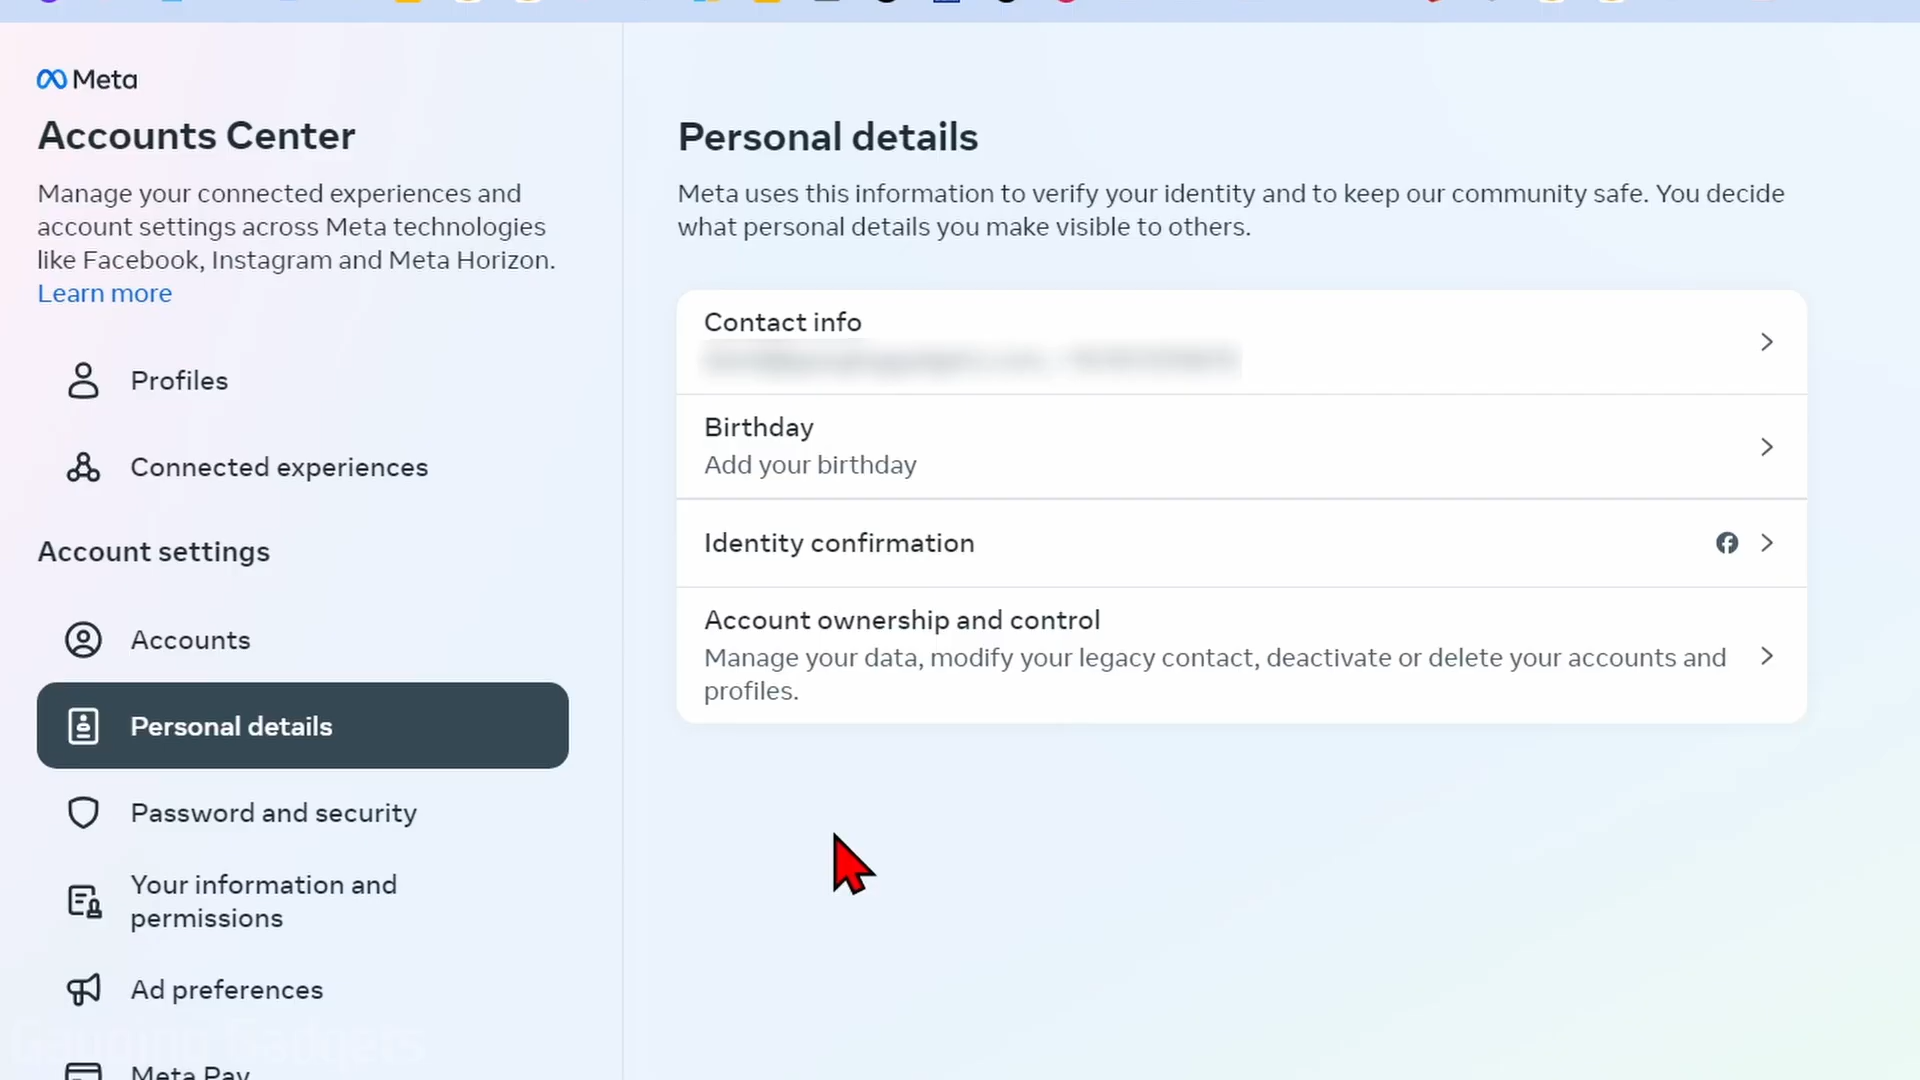 Meta
Accounts Center
Manage your connected experiences and
account settings across Meta technologies
like Facebook, Instagram and Meta Horizon.
Learn more
Profiles
Connected experiences
Account settings
Accounts
Personal details
Password and security
Your information and
permissions
Ad preferences
Gauging Gadgets
Meta Pay
Personal details
Meta uses this information to verify your identity and to keep our community safe. You decide
what personal details you make visible to others.
Contact info
Birthday
Add your birthday
Identity confirmation
Account ownership and control
Manage your data, modify your legacy contact, deactivate or delete your accounts and
profiles.